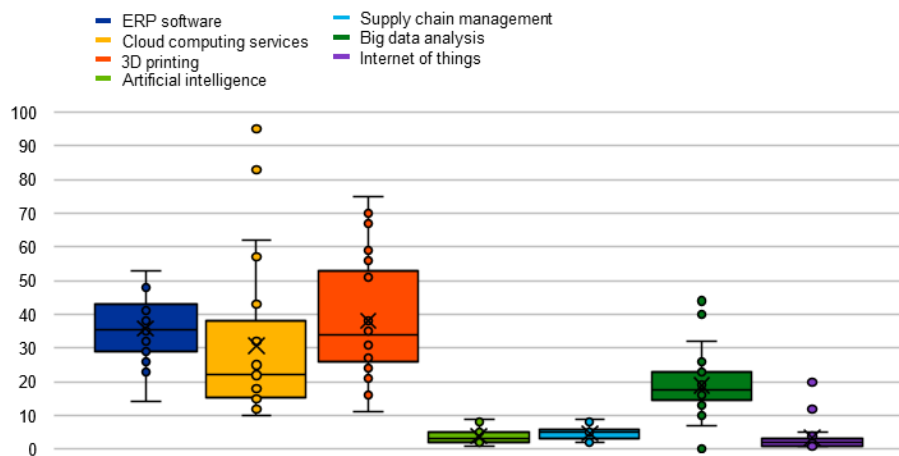 ERP software
Cloud computing services
3D printing
Artificial intelligence
Supply chain management
Big data analysis
Internet of things
100
90
80
70
60
50
40
30
20
10
0